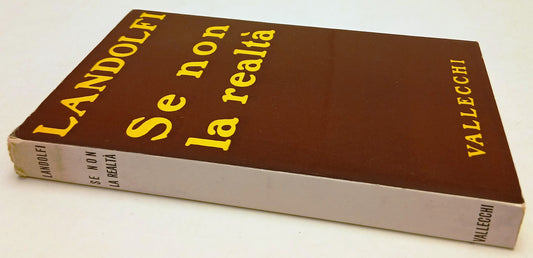 LANDOLFI
Se non
la realtà
VALLECCHI
LANDOLFI
SE NON
LA REALTÀ
VALLECCHI